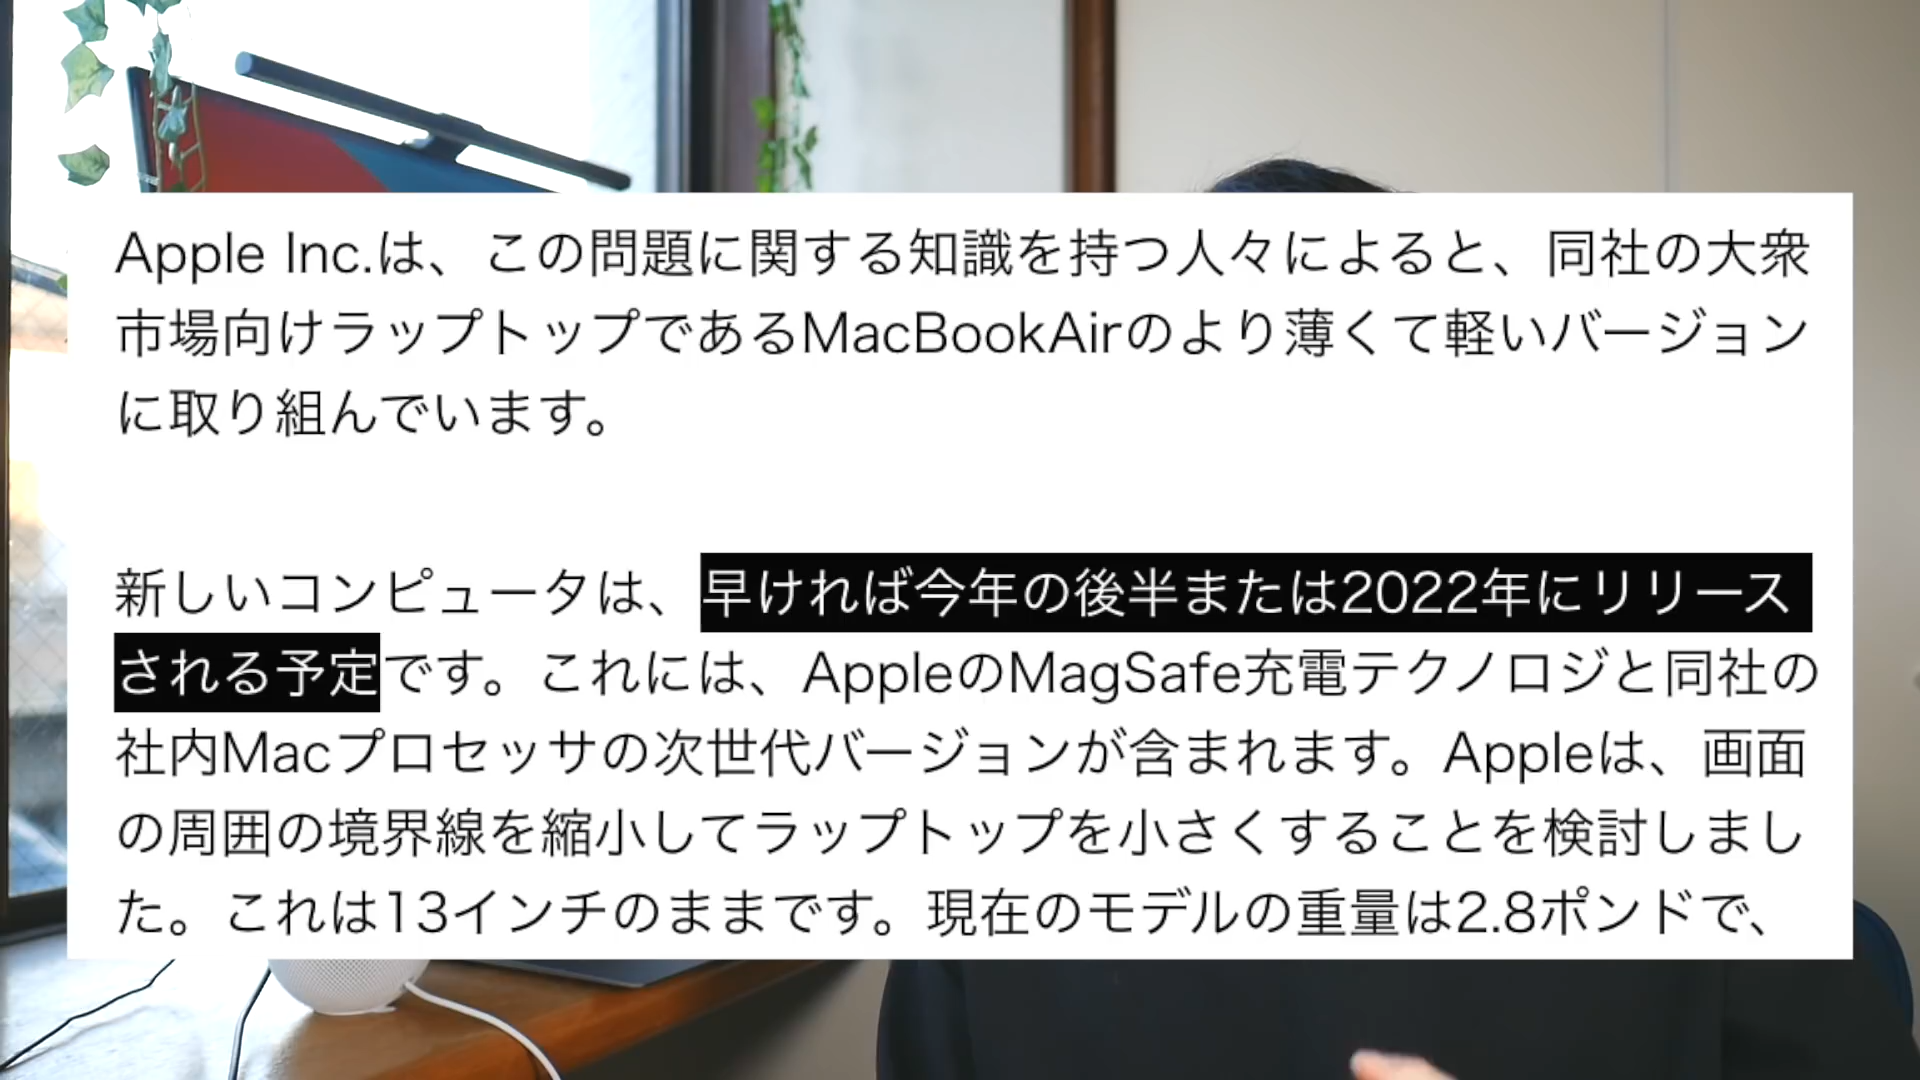 Apple Inc.は、この問題に関する知識を持つ人々によると、同社の大衆
市場向けラップトップであるMacBookAirのより薄くて軽いバージョン
に取り組んでいます。
新しいコンピュータは、早ければ今年の後半または2022年にリリース
される予定です。これには、AppleのMagSafe充電テクノロジと同社の
社内Macプロセッサの次世代バージョンが含まれます。Appleは、画面
の周囲の境界線を縮小してラップトップを小さくすることを検討しまし
た。これは13インチのままです。現在のモデルの重量は2.8ポンドで、